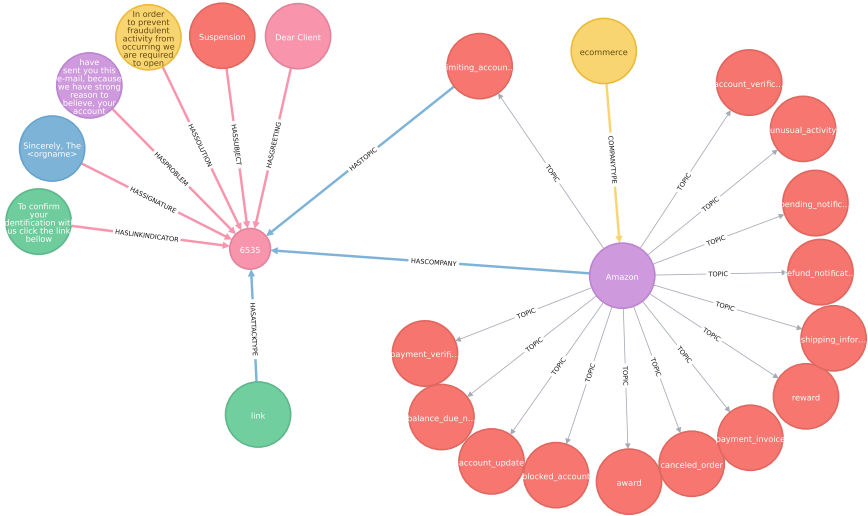 In order
to prevent
fraudulent
activity from
occurring we
are required
to open
Suspension
Dear Client
have
sent you this
e-mail, because
we have strong
reason to
believe, your
account
Sincerely, The
<orgname>
To confirm
your
identification with
us click the link
bellow
HASSOLUTION
HASSUBJECT
HASGREETING
HASPROBLEM
HASSIGNATURE
HASLINKINDICATOR
6535
HASTOPIC
HASCOMPANY
HASATTACKTYPE
link
limiting_accoun...
ecommerce
COMPANYTYPE
Amazon
TOPIC
account_verific...
TOPIC
unusual_activity
TOPIC
pending_notific...
TOPIC
refund_notificat...
TOPIC
shipping_infor...
TOPIC
reward
TOPIC
payment_invoice
TOPIC
canceled_order
TOPIC
award
TOPIC
blocked_account
TOPIC
account_update
TOPIC
balance_due_n...
TOPIC
payment_verifi...
TOPIC